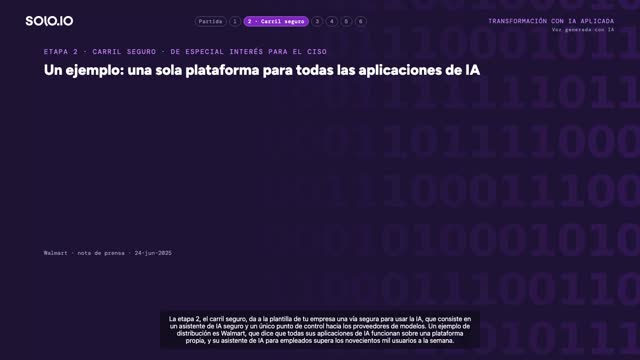 SOLO.IO
Partida 1 2 · Carril seguro 3 4 5 6
TRANSFORMACIÓN CON IA APLICADA
Voz generada con IA
ETAPA 2 · CARRIL SEGURO · DE ESPECIAL INTERÉS PARA EL CISO
Un ejemplo: una sola plataforma para todas las aplicaciones de IA
Walmart · nota de prensa · 24-jun-2025
La etapa 2, el carril seguro, da a la plantilla de tu empresa una vía segura para usar la IA, que consiste en
un asistente de IA seguro y un único punto de control hacia los proveedores de modelos. Un ejemplo de
distribución es Walmart, que dice que todas sus aplicaciones de IA funcionan sobre una plataforma
propia, y su asistente de IA para empleados supera los novecientos mil usuarios a la semana.